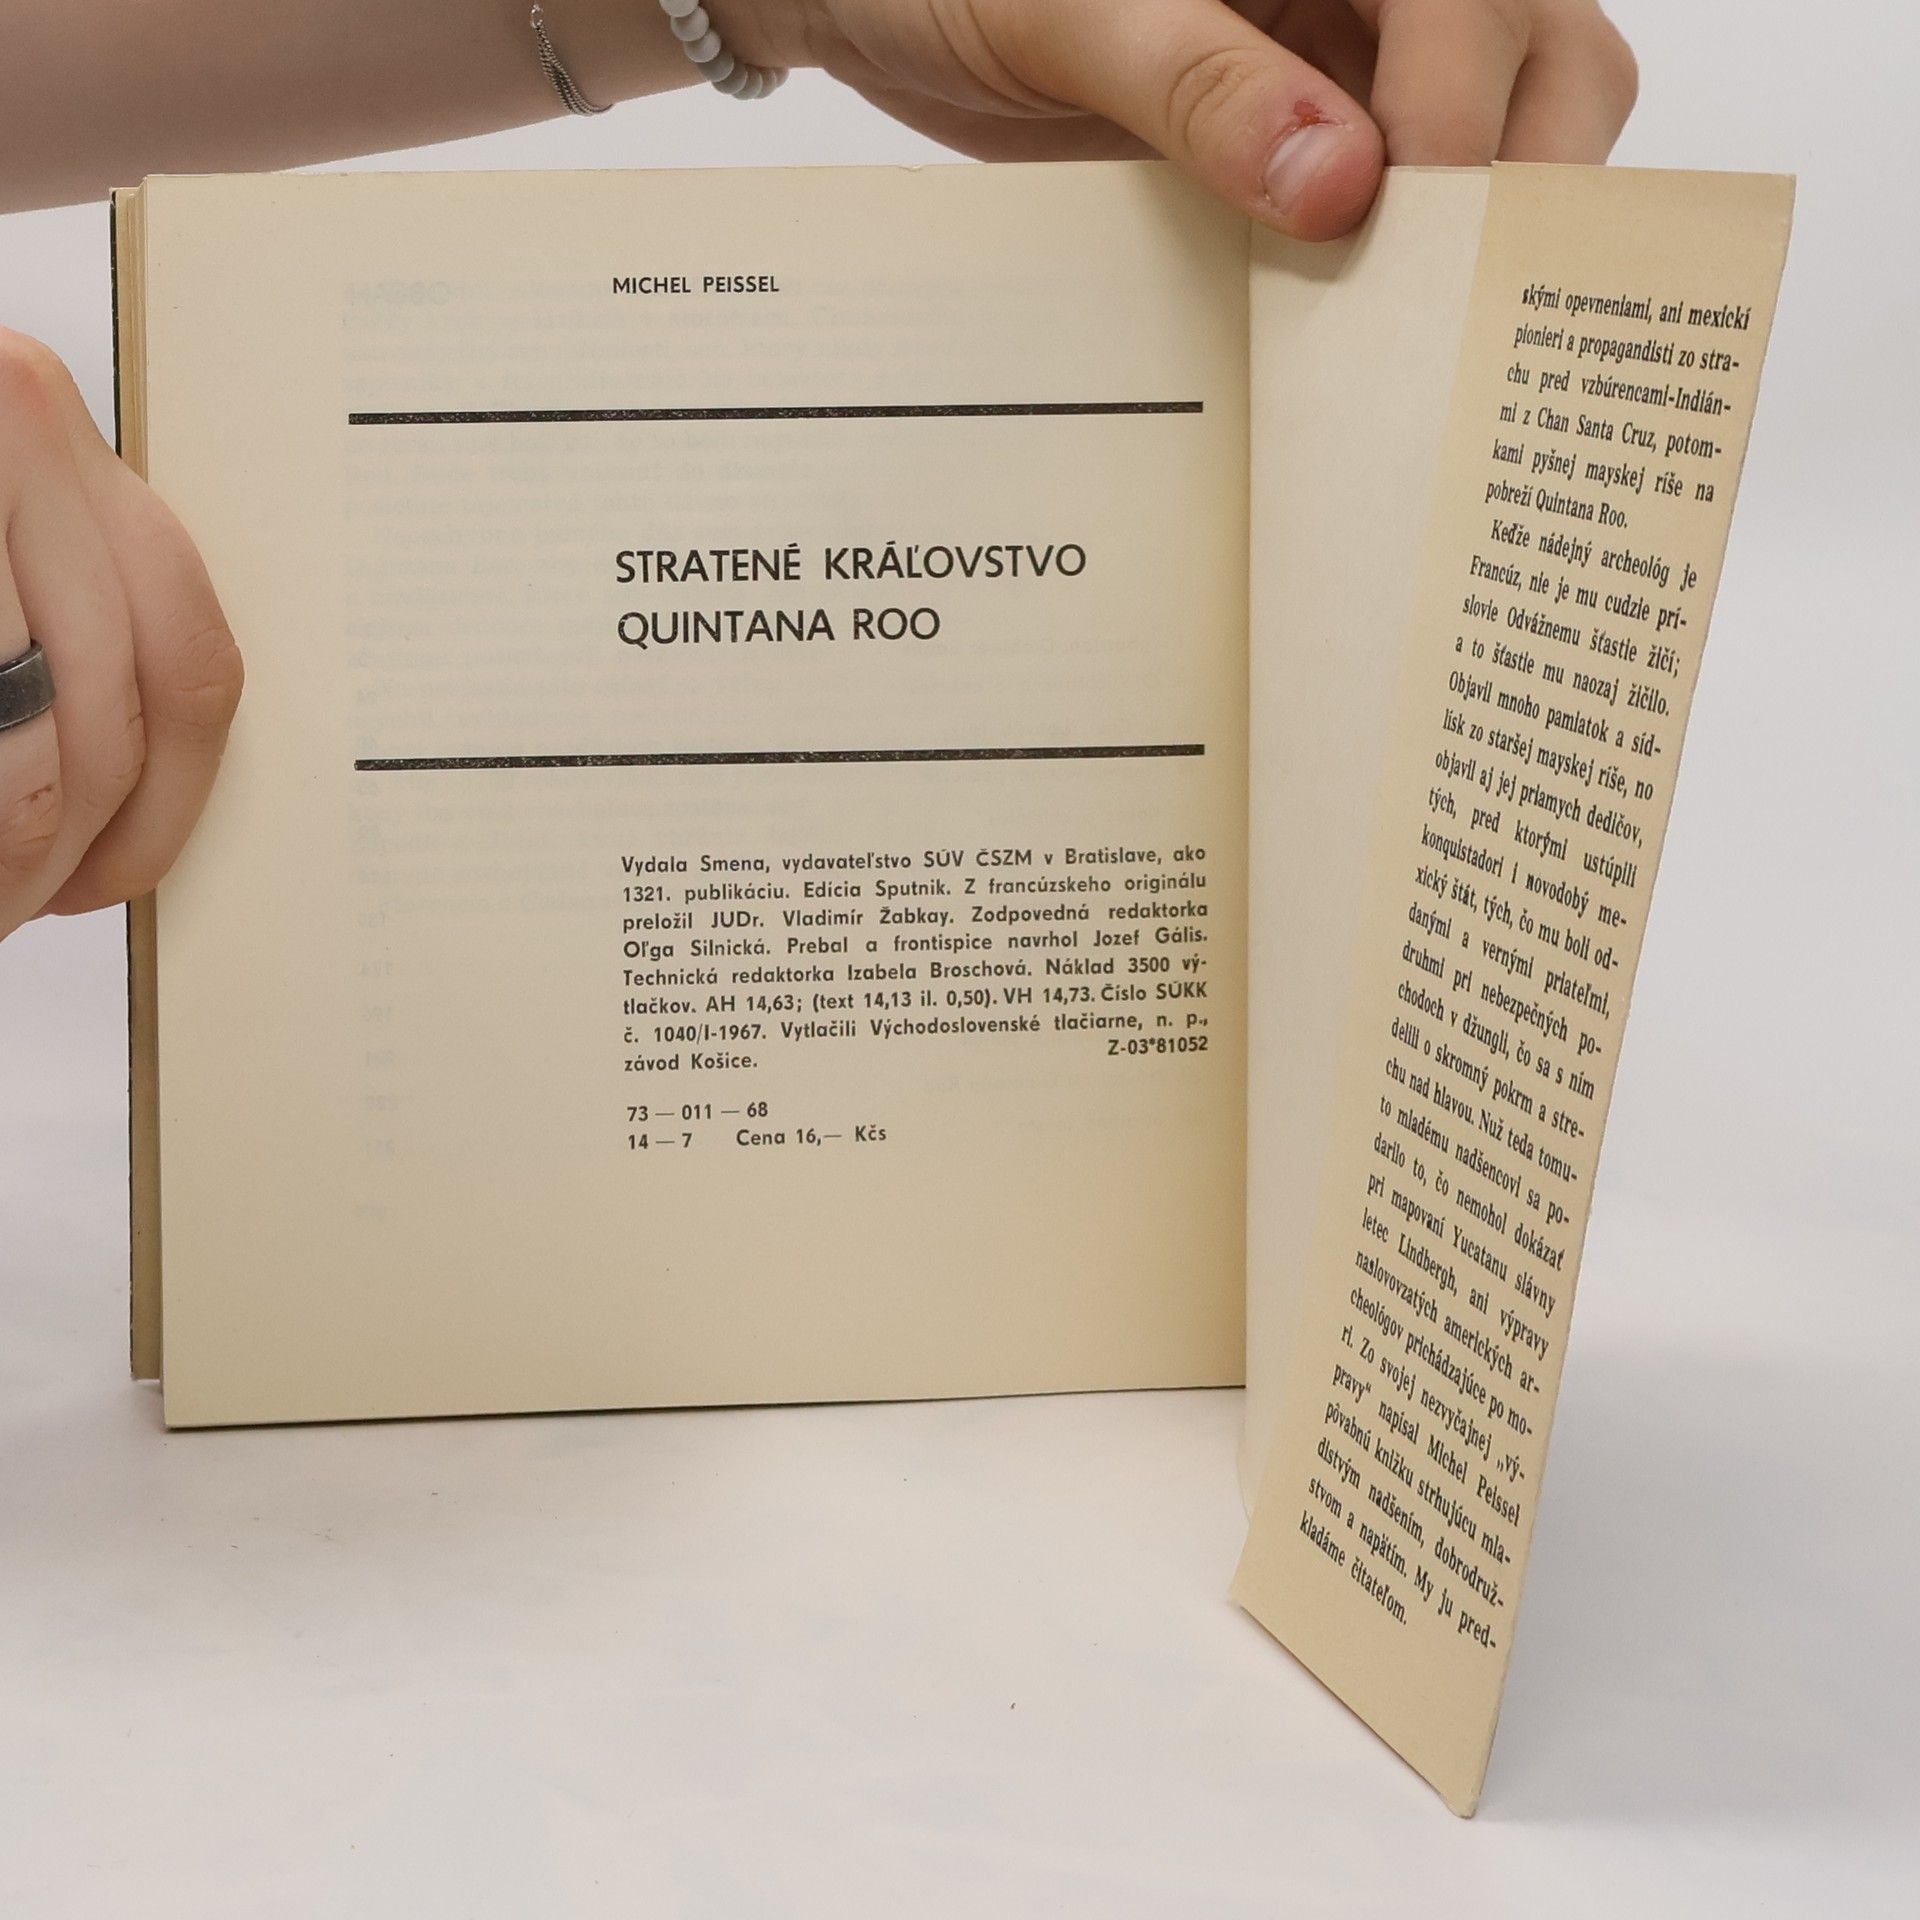 MICHEL PEISSEL
STRATENÉ KRÁĽOVSTVO
QUINTANA ROO
Vydala Smena, vydavateľstvo SÚV ČSZM v Bratislave, ako
1321. publikáciu. Edícia Sputnik. Z francúzskeho originálu
preložil JUDr. Vladimír Žabkay. Zodpovedná redaktorka
Oľga Silnická. Prebal a frontispice navrhol Jozef Gális.
Technická redaktorka Izabela Broschová. Náklad 3500 vý-
tlačkov. AH 14,63; (text 14,13 il. 0,50). VH 14,73. Číslo SÚKK
č. 1040/I-1967. Vytlačili Východoslovenské tlačiarne, n. p.,
závod Košice. Z-03*81052
73 — 011 — 68
14 — 7 Cena 16,— Kčs
skými opevneniami, ani mexickí
pionieri a propagandisti zo stra-
chu pred vzbúrencami-Indián-
mi z Chan Santa Cruz, potom-
kami pyšnej mayskej ríše na
pobreží Quintana Roo.
Keďže nádejný archeológ je
Francúz, nie je mu cudzie prí-
slovie Odvážnemu šťastie žičí;
a to šťastie mu naozaj žičilo.
Objavil mnoho pamiatok a síd-
lísk zo staršej mayskej ríše, no
objavil aj jej priamych dedičov,
tých, pred ktorými ustúpili
konquistadori i novodobý me-
xický štát, tých, čo mu boli od-
danými a vernými priateľmi,
druhmi pri nebezpečných po-
chodoch v džungli, čo sa s ním
delili o skromný pokrm a stre-
chu nad hlavou. Nuž teda tomu-
to mladému nadšencovi sa po-
darilo to, čo nemohol dokázať
pri mapovaní Yucatanu slávny
letec Lindbergh, ani výpravy
naslovovzatých amerických ar-
cheológov prichádzajúce po mo-
ri. Zo svojej nezvyčajnej „vý-
pravy“ napísal Michel Peissel
pôvabnú knižku strhujúcu mla-
distvým nadšením, dobrodruž-
stvom a napätím. My ju pred-
kladáme čitateľom.